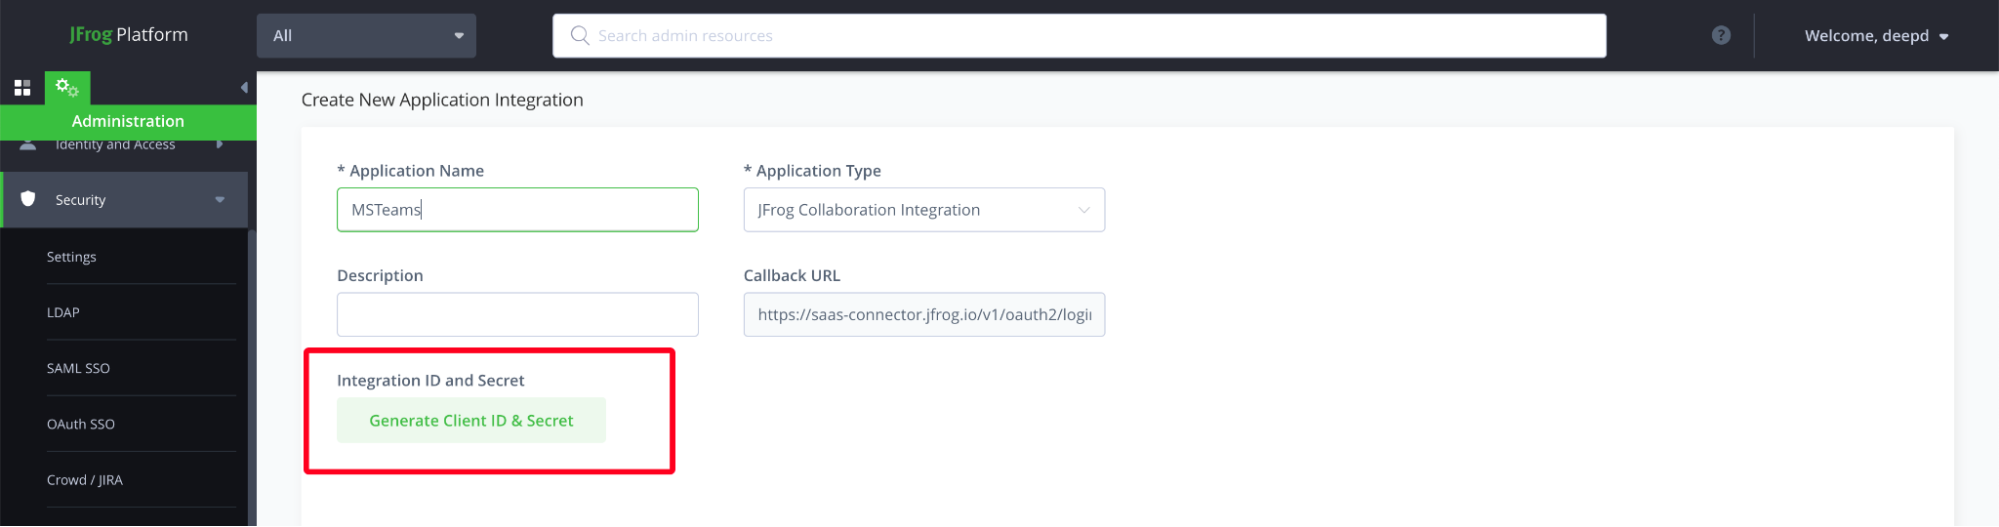 JFrog Platform
All
Search admin resources
?
Welcome, deepd
Administration
Identity and Access
Security
Settings
LDAP
SAML SSO
OAuth SSO
Crowd / JIRA
Create New Application Integration
* Application Name
MSTeams
* Application Type
JFrog Collaboration Integration
Description
Callback URL
https://saas-connector.jfrog.io/v1/oauth2/logi
Integration ID and Secret
Generate Client ID & Secret